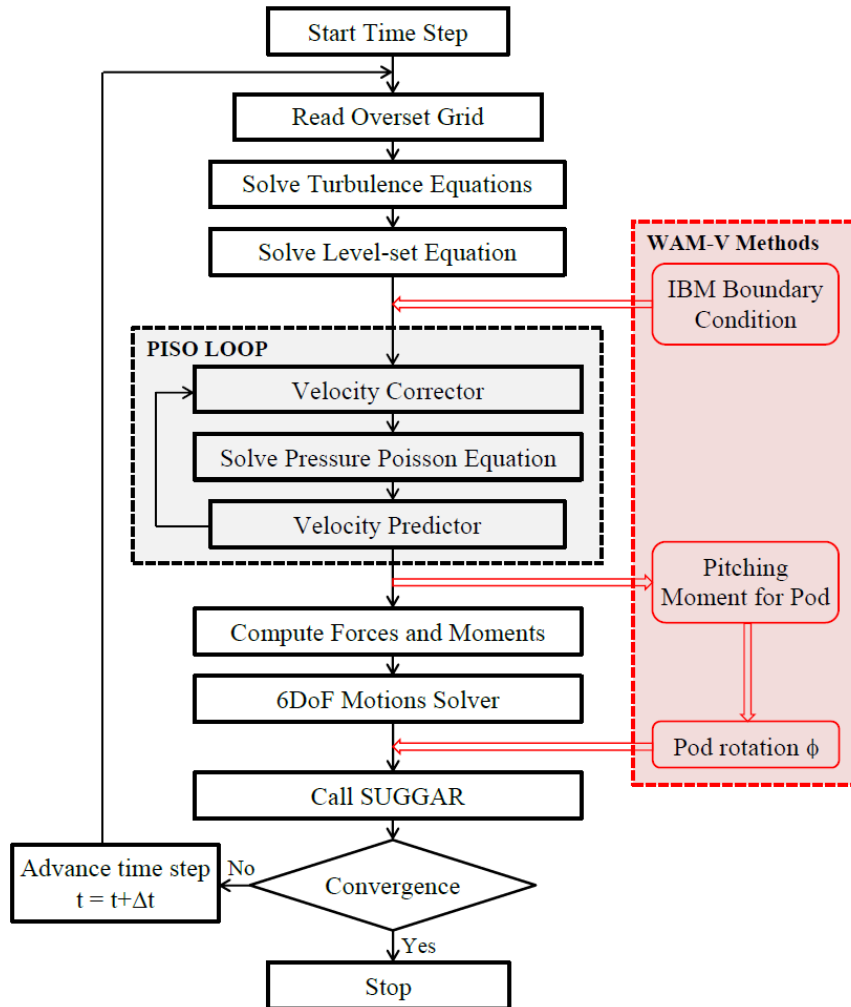 Start Time Step
Read Overset Grid
Solve Turbulence Equations
Solve Level-set Equation
WAM-V Methods
IBM Boundary
Condition
PISO LOOP
Velocity Corrector
Solve Pressure Poisson Equation
Velocity Predictor
Pitching
Moment for Pod
Compute Forces and Moments
6DoF Motions Solver
Pod rotation ϕ
Call SUGGAR
Advance time step
t = t+Δt
No
Convergence
Yes
Stop